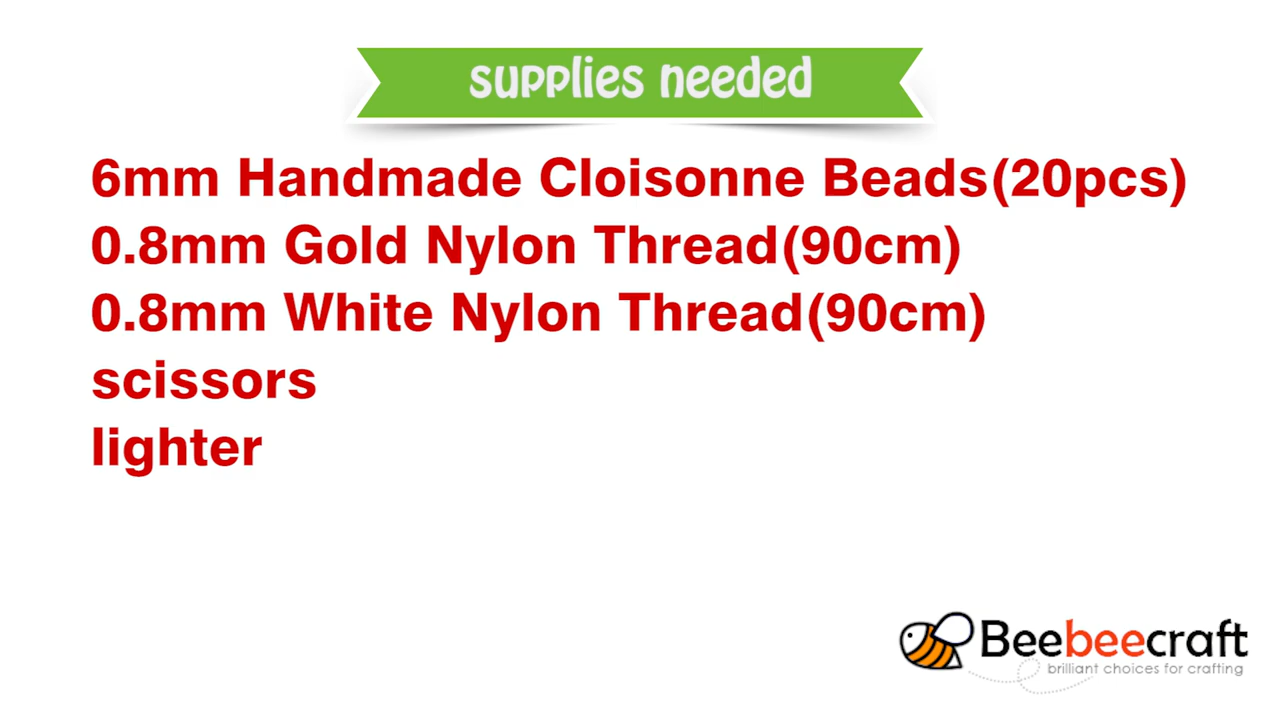 supplies needed
6mm Handmade Cloisonne Beads(20pcs)
0.8mm Gold Nylon Thread(90cm)
0.8mm White Nylon Thread(90cm)
scissors
lighter
Beebeecraft
brilliant choices for crafting